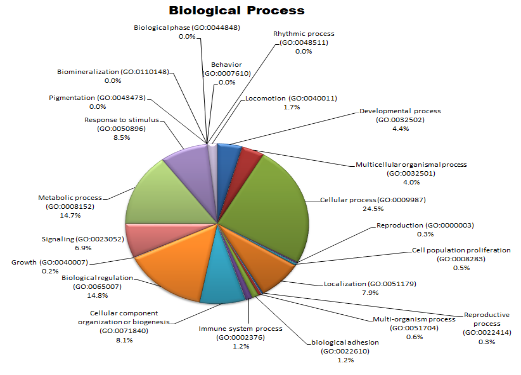 Biological Process
Biological phase (GO:0044848)
0.0%
Rhythmic process
(GO:0048511)
0.0%
Behavior
(GO:0007610)
0.0%
Biomineralization (GO:0110148)
0.0%
Pigmentation (GO:0043473)
0.0%
Response to stimulus
(GO:0050896)
8.5%
Locomotion (GO:0040011)
1.7%
Developmental process
(GO:0032502)
4.4%
Multicellular organismal process
(GO:0032501)
4.0%
Cellular process (GO:0009987)
24.5%
Reproduction (GO:0000003)
0.3%
Cell population proliferation
(GO:0008283)
0.5%
Localization (GO:0051179)
7.9%
Reproductive
process
(GO:0022414)
0.3%
Multi-organism process
(GO:0051704)
0.6%
biological adhesion
(GO:0022610)
1.2%
Immune system process
(GO:0002376)
1.2%
Cellular component
organization or biogenesis
(GO:0071840)
8.1%
Biological regulation
(GO:0065007)
14.8%
Growth (GO:0040007)
0.2%
Signalling (GO:0023052)
6.9%
Metabolic process
(GO:0008152)
14.7%